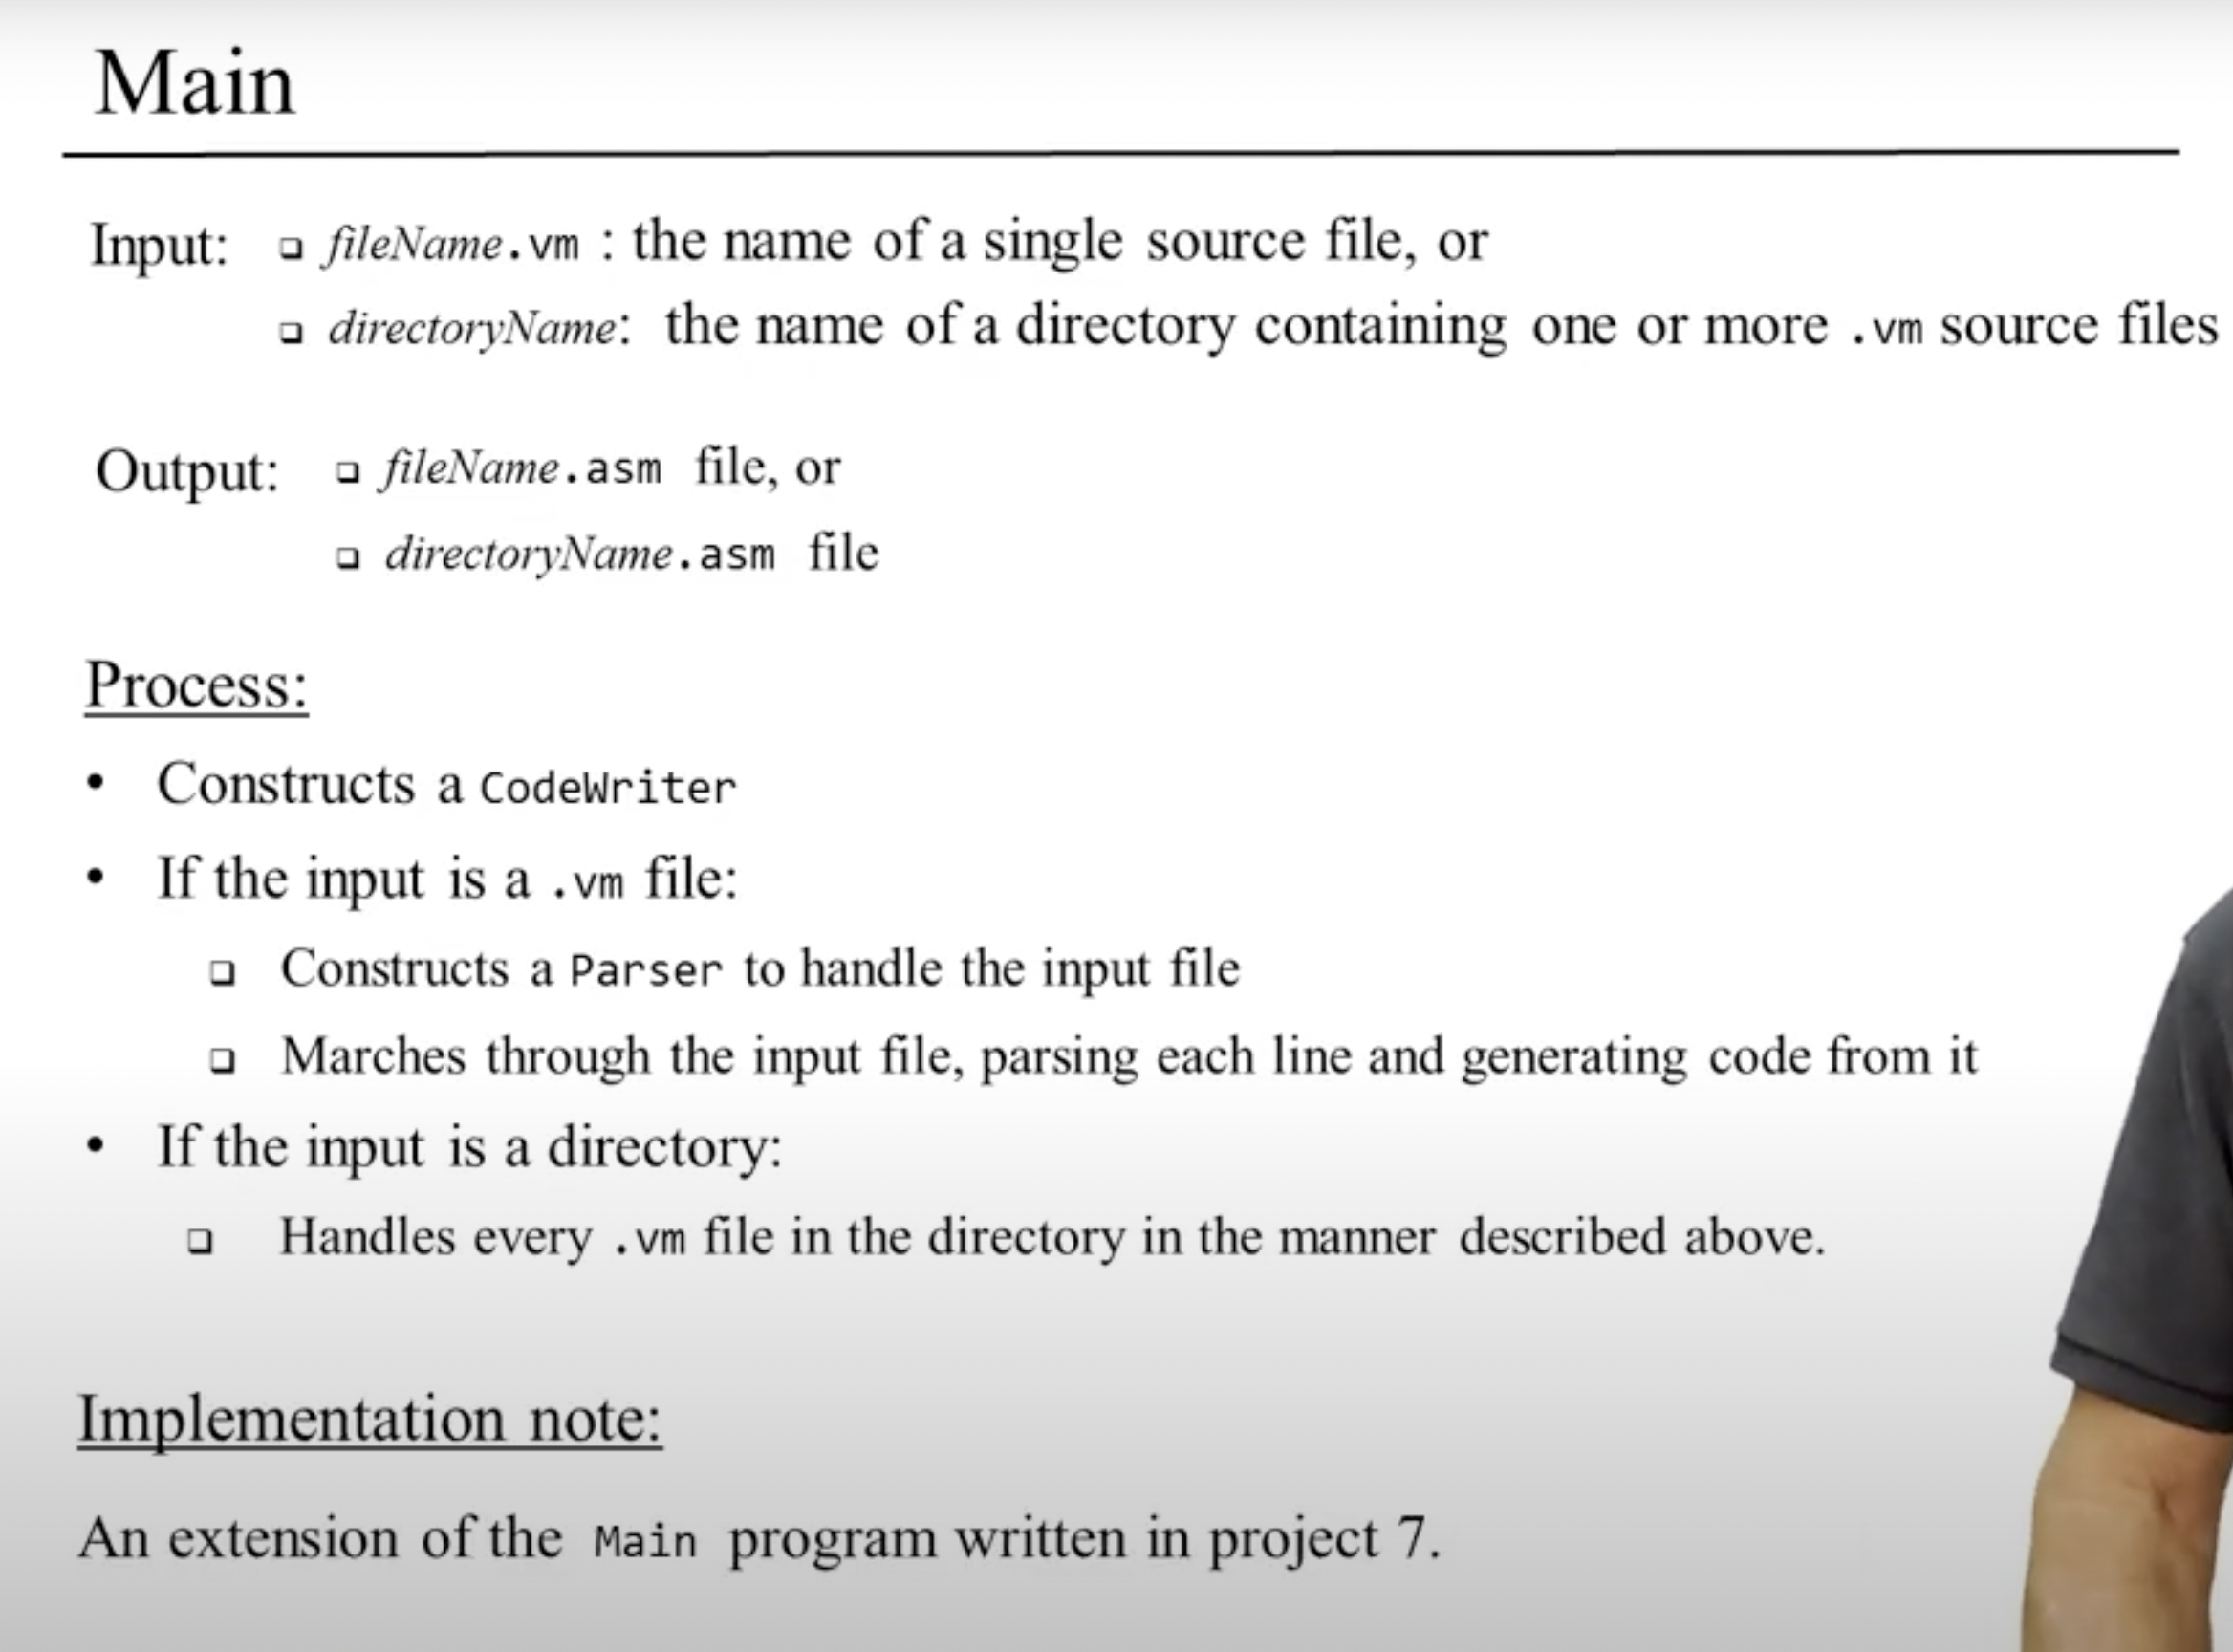 Main
Input: ❑ fileName.vm : the name of a single source file, or
❑ directoryName: the name of a directory containing one or more .vm source files
Output: ❑ fileName.asm file, or
❑ directoryName.asm file
Process:
• Constructs a CodeWriter
• If the input is a .vm file:
❑ Constructs a Parser to handle the input file
❑ Marches through the input file, parsing each line and generating code from it
• If the input is a directory:
❑ Handles every .vm file in the directory in the manner described above.
Implementation note:
An extension of the Main program written in project 7.